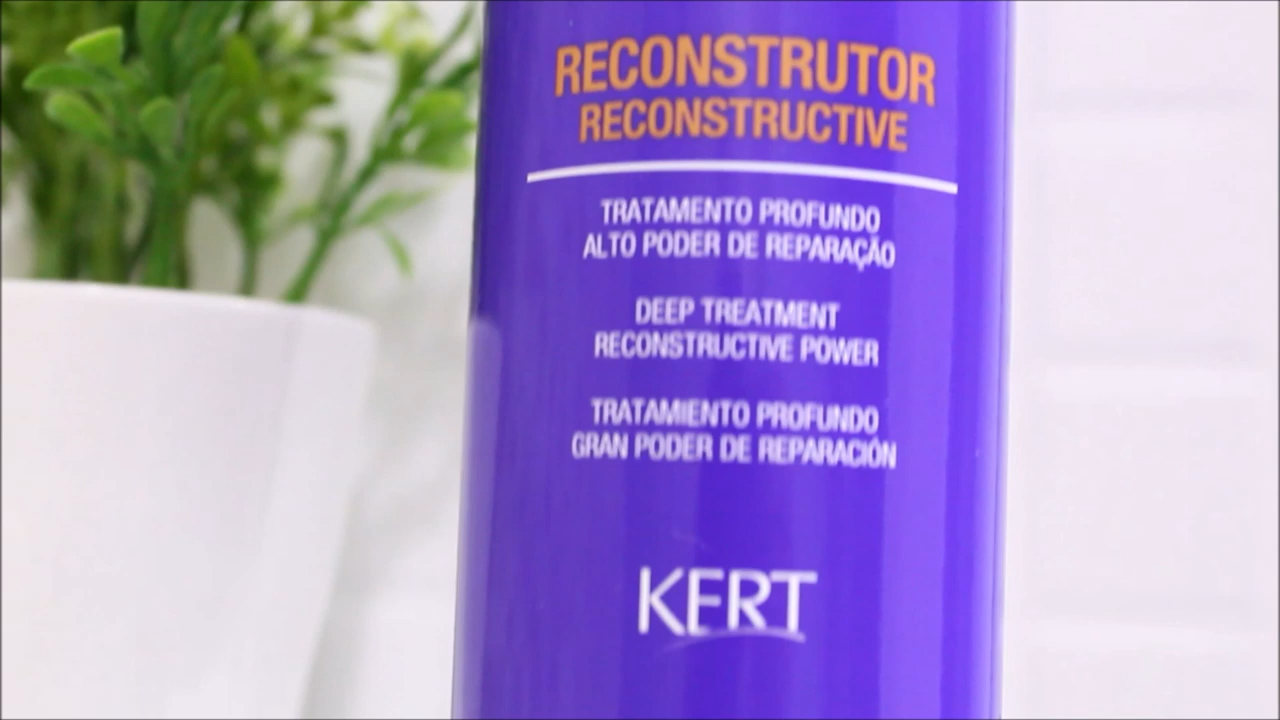 RECONSTRUTOR
RECONSTRUCTIVE
TRATAMENTO PROFUNDO
ALTO PODER DE REPARAÇÃO
DEEP TREATMENT
RECONSTRUCTIVE POWER
TRATAMIENTO PROFUNDO
GRAN PODER DE REPARACIÓN
KERT